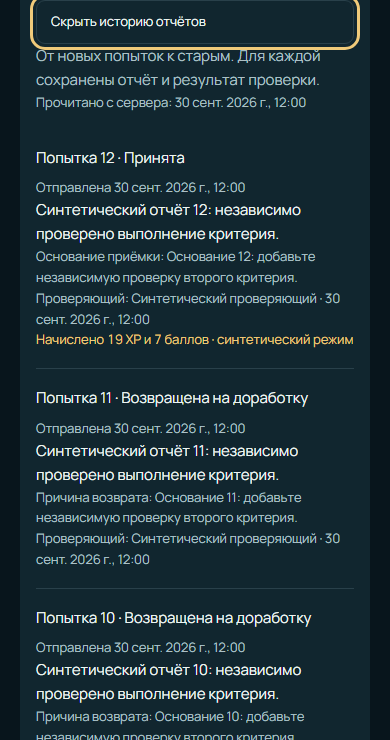 Скрыть историю отчётов
От новых попыток к старым. Для каждой
сохранены отчёт и результат проверки.
Прочитано с сервера: 30 сент. 2026 г., 12:00
Попытка 12 · Принята
Отправлена 30 сент. 2026 г., 12:00
Синтетический отчёт 12: независимо
проверено выполнение критерия.
Основание приёмки: Основание 12: добавьте
независимую проверку второго критерия.
Проверяющий: Синтетический проверяющий · 30
сент. 2026 г., 12:00
Начислено 19 XP и 7 баллов · синтетический режим
Попытка 11 · Возвращена на доработку
Отправлена 30 сент. 2026 г., 12:00
Синтетический отчёт 11: независимо
проверено выполнение критерия.
Причина возврата: Основание 11: добавьте
независимую проверку второго критерия.
Проверяющий: Синтетический проверяющий · 30
сент. 2026 г., 12:00
Попытка 10 · Возвращена на доработку
Отправлена 30 сент. 2026 г., 12:00
Синтетический отчёт 10: независимо
проверено выполнение критерия.
Причина возврата: Основание 10: добавьте
независимую проверку второго критерия.